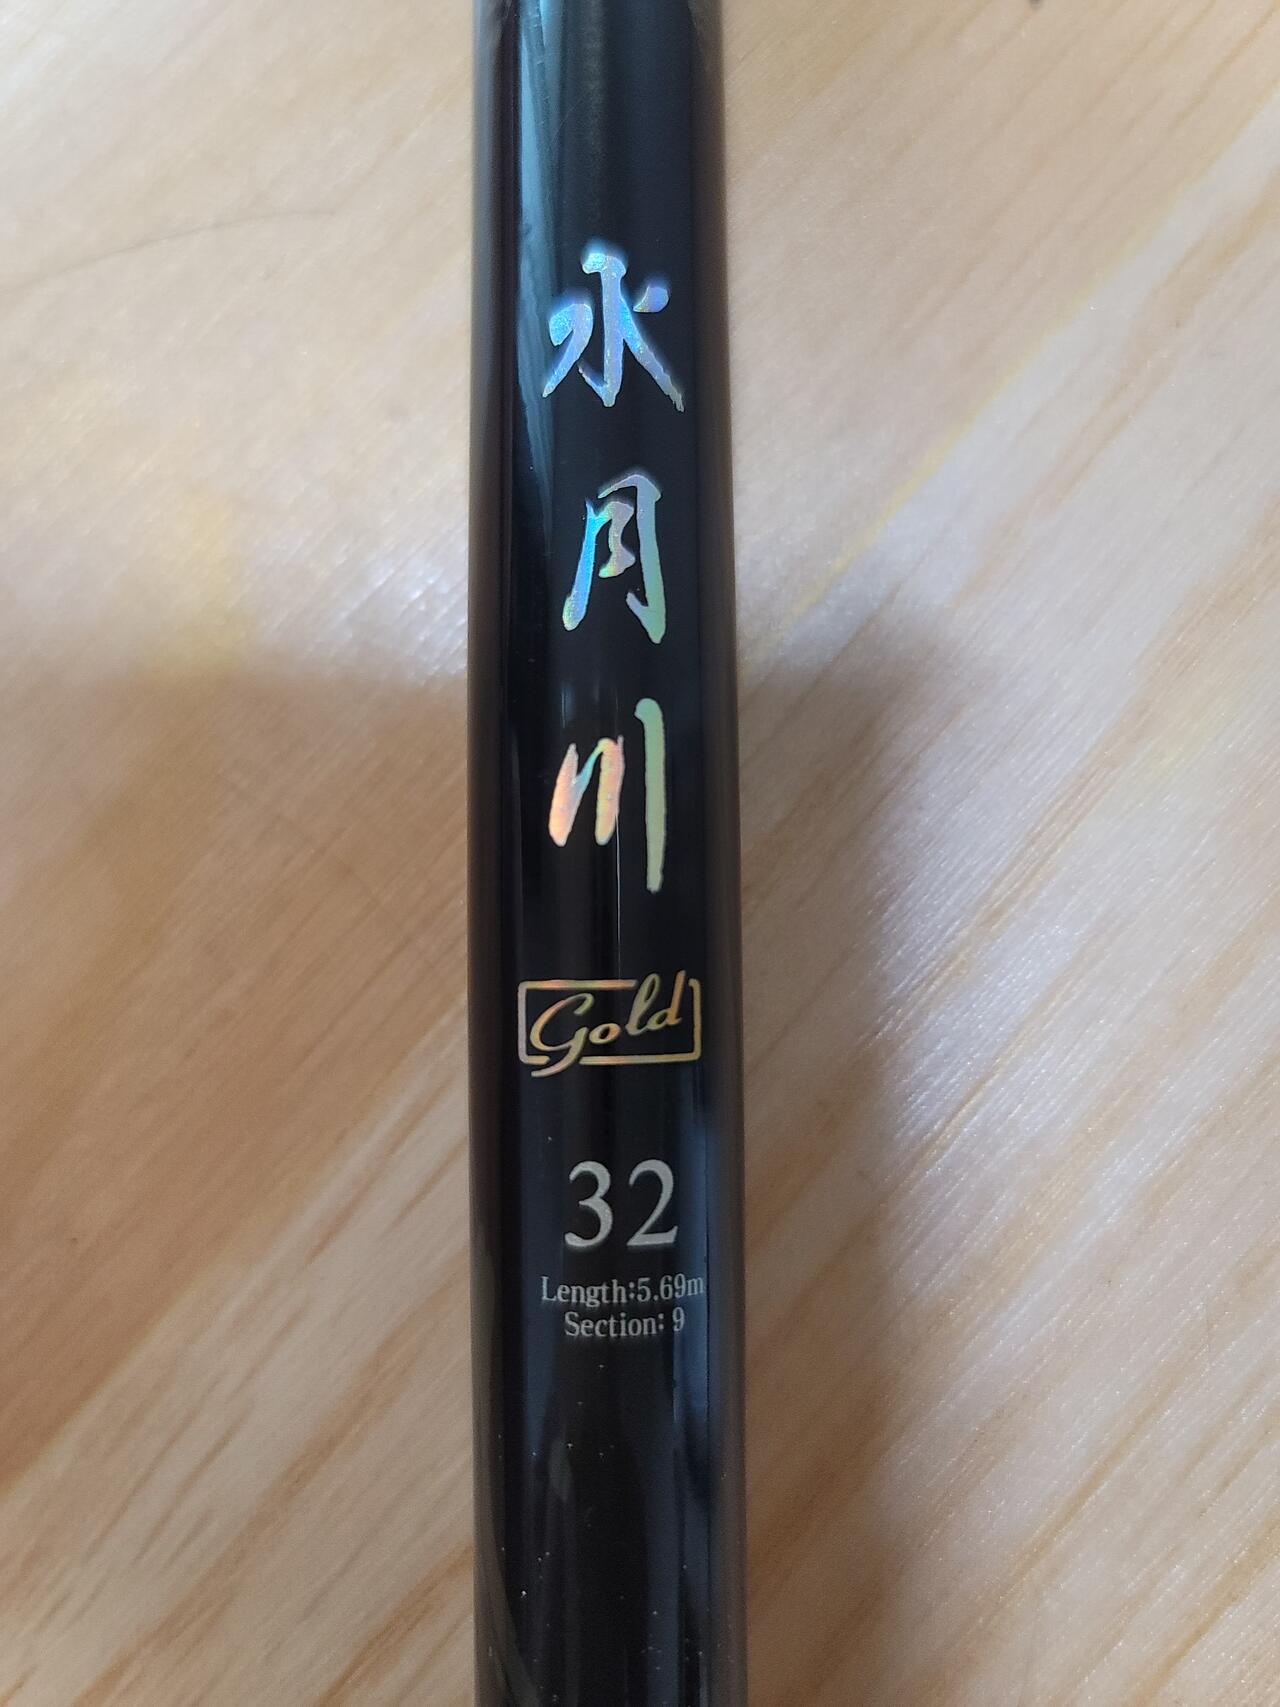 水月川
Gold
32
Length:5.69m
Section: 9